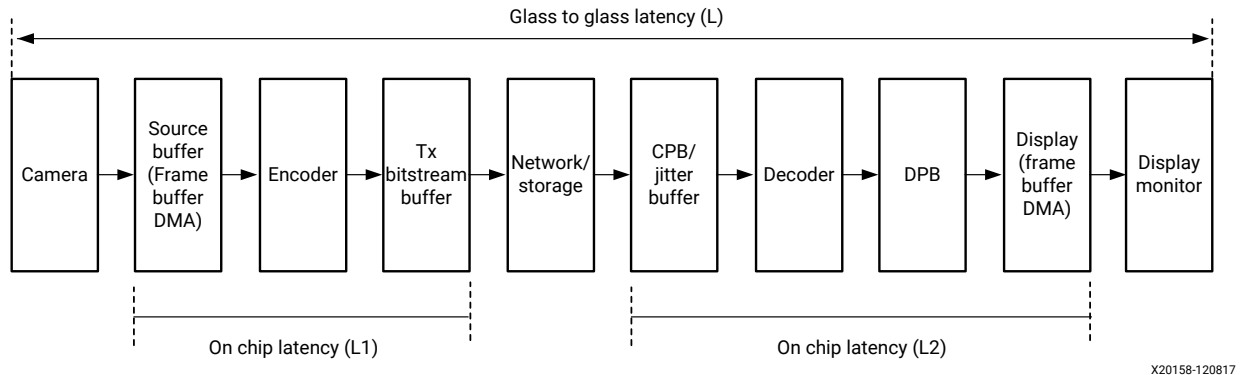 Glass to glass latency (L)
Camera
Source
buffer
(Frame
buffer
DMA)
Encoder
Tx
bitstream
buffer
Network/
storage
CPB/
jitter
buffer
Decoder
DPB
Display
(frame
buffer
DMA)
Display
monitor
On chip latency (L1)
On chip latency (L2)
X20158-120817